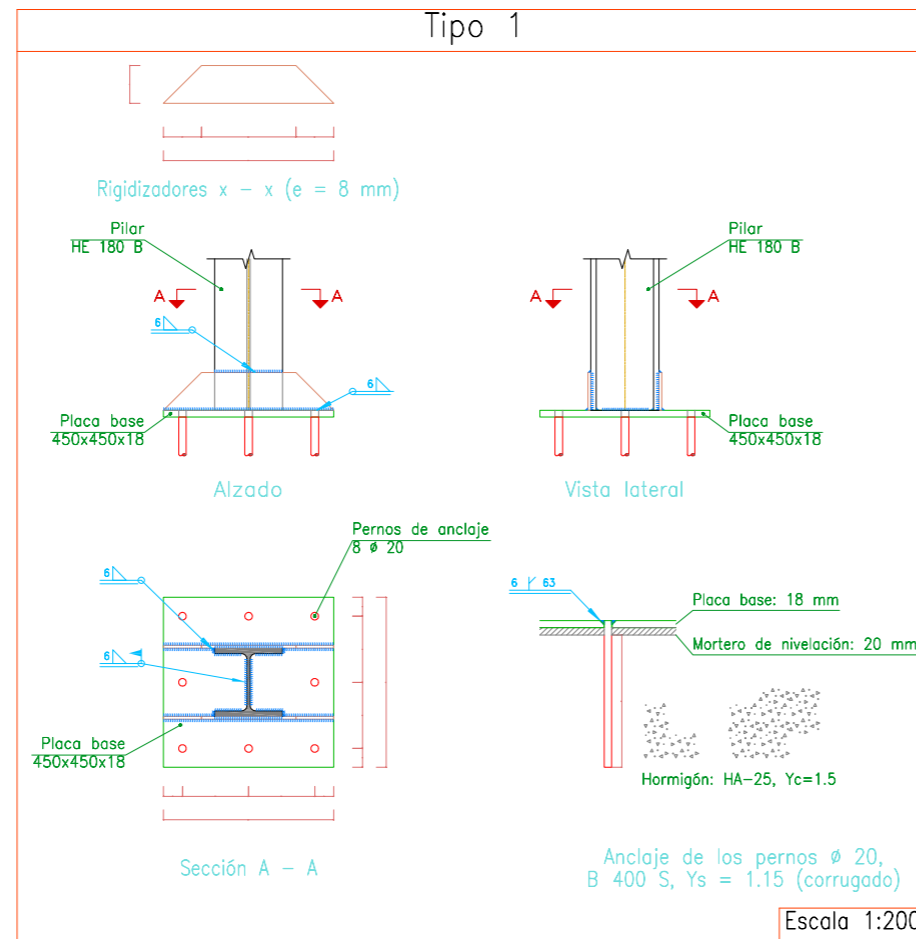 Tipo 1
Rigidizadores x - x (e = 8 mm)
Pilar
HE 180 B
Pilar
HE 180 B
A
A
A
A
6
6
Placa base
450x450x18
Placa base
450x450x18
Alzado
Vista lateral
Pernos de anclaje
8 ø 20
6
6
Placa base
450x450x18
Sección A - A
6
63
Placa base: 18 mm
Mortero de nivelación: 20 mm
Hormigón: HA-25, Yc=1.5
Anclaje de los pernos ø 20,
B 400 S, Ys = 1.15 (corrugado)
Escala 1:200